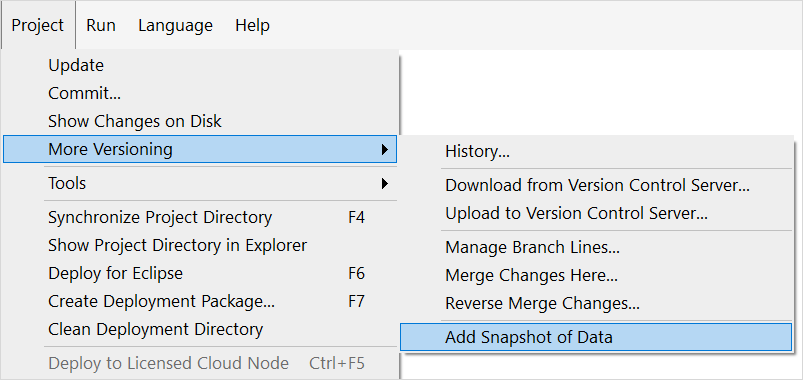 Project Run Language Help
Update
Commit...
Show Changes on Disk
More Versioning
Tools
Synchronize Project Directory F4
Show Project Directory in Explorer
Deploy for Eclipse F6
Create Deployment Package... F7
Clean Deployment Directory
Deploy to Licensed Cloud Node Ctrl+F5
History...
Download from Version Control Server...
Upload to Version Control Server...
Manage Branch Lines...
Merge Changes Here...
Reverse Merge Changes...
Add Snapshot of Data